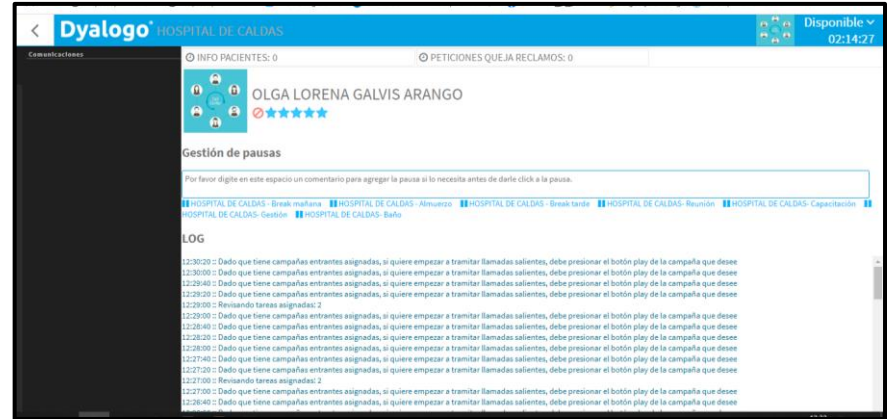 Dyalogo HOSPITAL DE CALDAS
Disponible
02:14:27
Comunicaciones
INFO PACIENTES: 0
PETICIONES QUEJA RECLAMOS: 0
OLGA LORENA GALVIS ARANGO
Gestión de pausas
Por favor digite en este espacio un comentario para agregar la pausa si lo necesita antes de darle click a la pausa.
HOSPITAL DE CALDAS - Break mañana HOSPITAL DE CALDAS - Almuerzo HOSPITAL DE CALDAS - Break tarde HOSPITAL DE CALDAS- Reunión HOSPITAL DE CALDAS- Capacitación
HOSPITAL DE CALDAS- Gestión HOSPITAL DE CALDAS- Baño
LOG
12:30:20 :: Dado que tiene campañas entrantes asignadas, si quiere empezar a tramitar llamadas salientes, debe presionar el botón play de la campaña que desee
12:30:00 :: Dado que tiene campañas entrantes asignadas, si quiere empezar a tramitar llamadas salientes, debe presionar el botón play de la campaña que desee
12:29:40 :: Dado que tiene campañas entrantes asignadas, si quiere empezar a tramitar llamadas salientes, debe presionar el botón play de la campaña que desee
12:29:20 :: Dado que tiene campañas entrantes asignadas, si quiere empezar a tramitar llamadas salientes, debe presionar el botón play de la campaña que desee
12:29:00 :: Revisando tareas asignadas: 2
12:29:00 :: Dado que tiene campañas entrantes asignadas, si quiere empezar a tramitar llamadas salientes, debe presionar el botón play de la campaña que desee
12:28:40 :: Dado que tiene campañas entrantes asignadas, si quiere empezar a tramitar llamadas salientes, debe presionar el botón play de la campaña que desee
12:28:20 :: Dado que tiene campañas entrantes asignadas, si quiere empezar a tramitar llamadas salientes, debe presionar el botón play de la campaña que desee
12:28:00 :: Dado que tiene campañas entrantes asignadas, si quiere empezar a tramitar llamadas salientes, debe presionar el botón play de la campaña que desee
12:27:40 :: Dado que tiene campañas entrantes asignadas, si quiere empezar a tramitar llamadas salientes, debe presionar el botón play de la campaña que desee
12:27:20 :: Dado que tiene campañas entrantes asignadas, si quiere empezar a tramitar llamadas salientes, debe presionar el botón play de la campaña que desee
12:27:00 :: Revisando tareas asignadas: 2
12:27:00 :: Dado que tiene campañas entrantes asignadas, si quiere empezar a tramitar llamadas salientes, debe presionar el botón play de la campaña que desee
12:26:40 :: Dado que tiene campañas entrantes asignadas, si quiere empezar a tramitar llamadas salientes, debe presionar el botón play de la campaña que desee